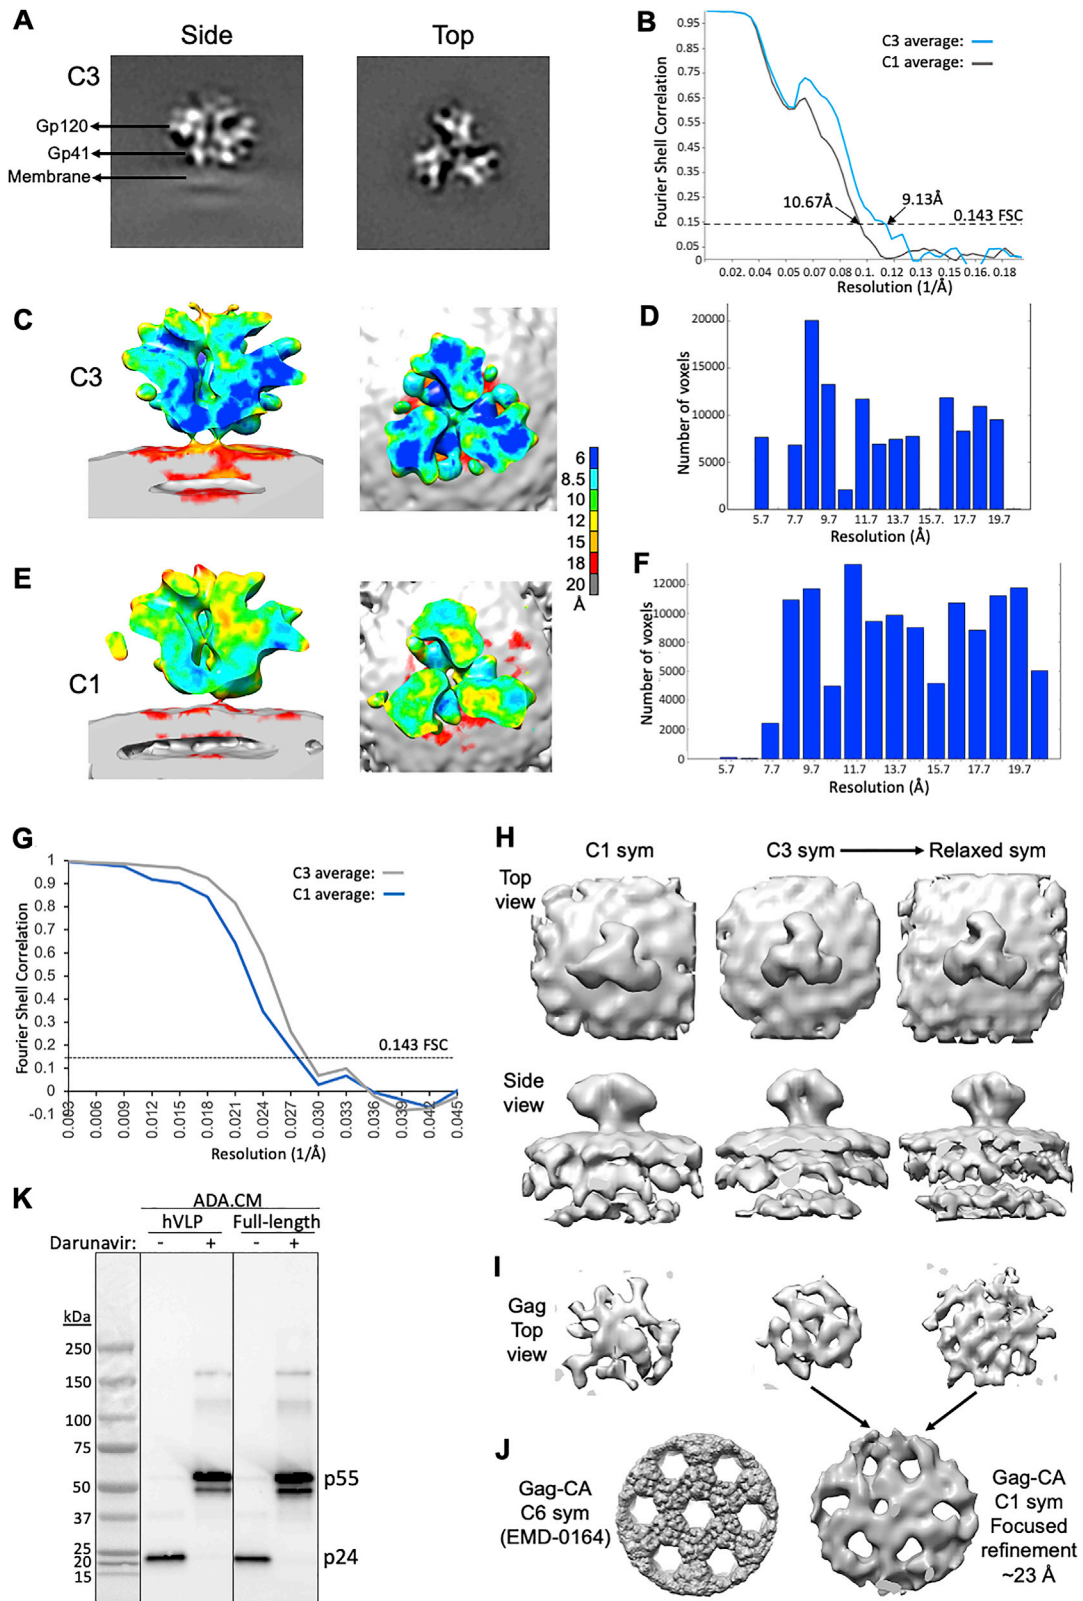 A
Side
Top
C3
Gp120
Gp41
Membrane
B
C3 average:
C1 average:
Fourier Shell Correlation
0.95
0.85
0.75
0.65
0.55
0.45
0.35
0.25
0.15
0.05
10.67Å
9.13Å
0.143 FSC
0.02. 0.04 0.05 0.07 0.08 0.1. 0.12 0.13 0.15 0.16. 0.18
Resolution (1/Å)
C
C3
6
8.5
10
12
15
18
20
Å
D
Number of voxels
20000
15000
10000
5000
0
5.7 7.7 9.7 11.7 13.7 15.7. 17.7 19.7
Resolution (Å)
E
C1
F
Number of voxels
12000
10000
8000
6000
4000
2000
0
5.7 7.7 9.7 11.7 13.7 15.7 17.7 19.7
Resolution (Å)
G
C3 average:
C1 average:
Fourier Shell Correlation
1
0.9
0.8
0.7
0.6
0.5
0.4
0.3
0.2
0.1
0
-0.1
0.143 FSC
0.003 0.006 0.009 0.012 0.015 0.018 0.021 0.024 0.027 0.030 0.033 0.036 0.039 0.042 0.045
Resolution (1/Å)
H
C1 sym
C3 sym
Relaxed sym
Top
view
Side
view
I
Gag
Top
view
J
Gag-CA
C6 sym
(EMD-0164)
Gag-CA
C1 sym
Focused
refinement
~23 Å
K
ADA.CM
hVLP Full-length
Darunavir: - + - +
kDa
250
150
100
75
50
37
25
20
15
p55
p24